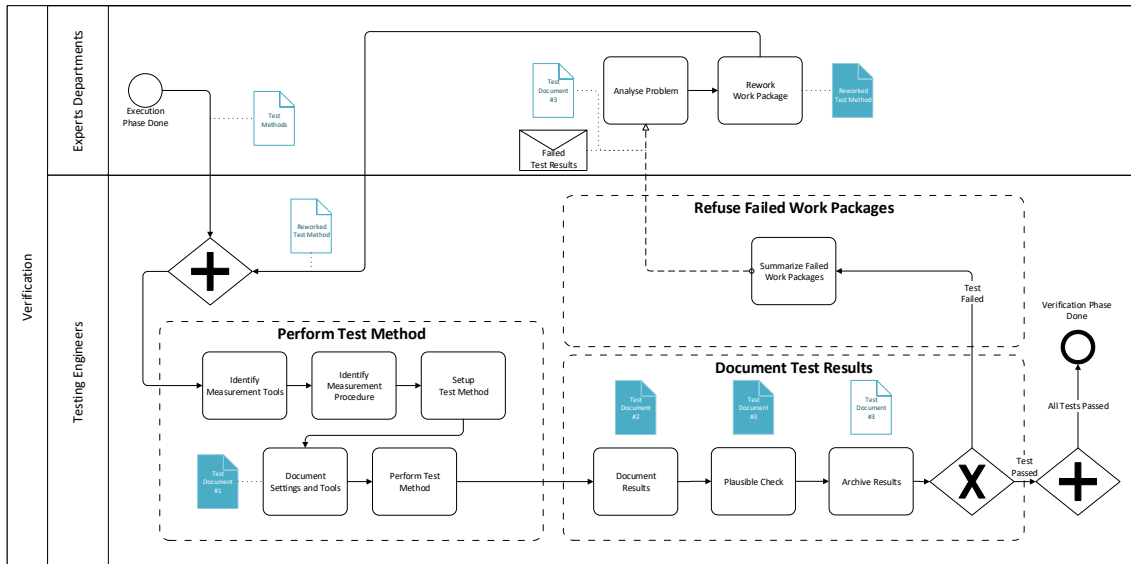 Verification
Experts Departments
Testing Engineers
Execution
Phase Done
Test
Methods
Test
Document
#3
Failed
Test Results
Analyse Problem
Rework
Work Package
Reworked
Test Method
Reworked
Test Method
Refuse Failed Work Packages
Summarize Failed
Work Packages
Test
Failed
Verification Phase
Done
Perform Test Method
Identify
Measurement Tools
Identify
Measurement
Procedure
Setup
Test Method
Test
Document
#1
Document
Settings and Tools
Perform Test
Method
Document Test Results
Test
Document
#2
Test
Document
#3
Test
Document
#3
Document
Results
Plausible Check
Archive Results
X
Test
Passed
All Tests Passed